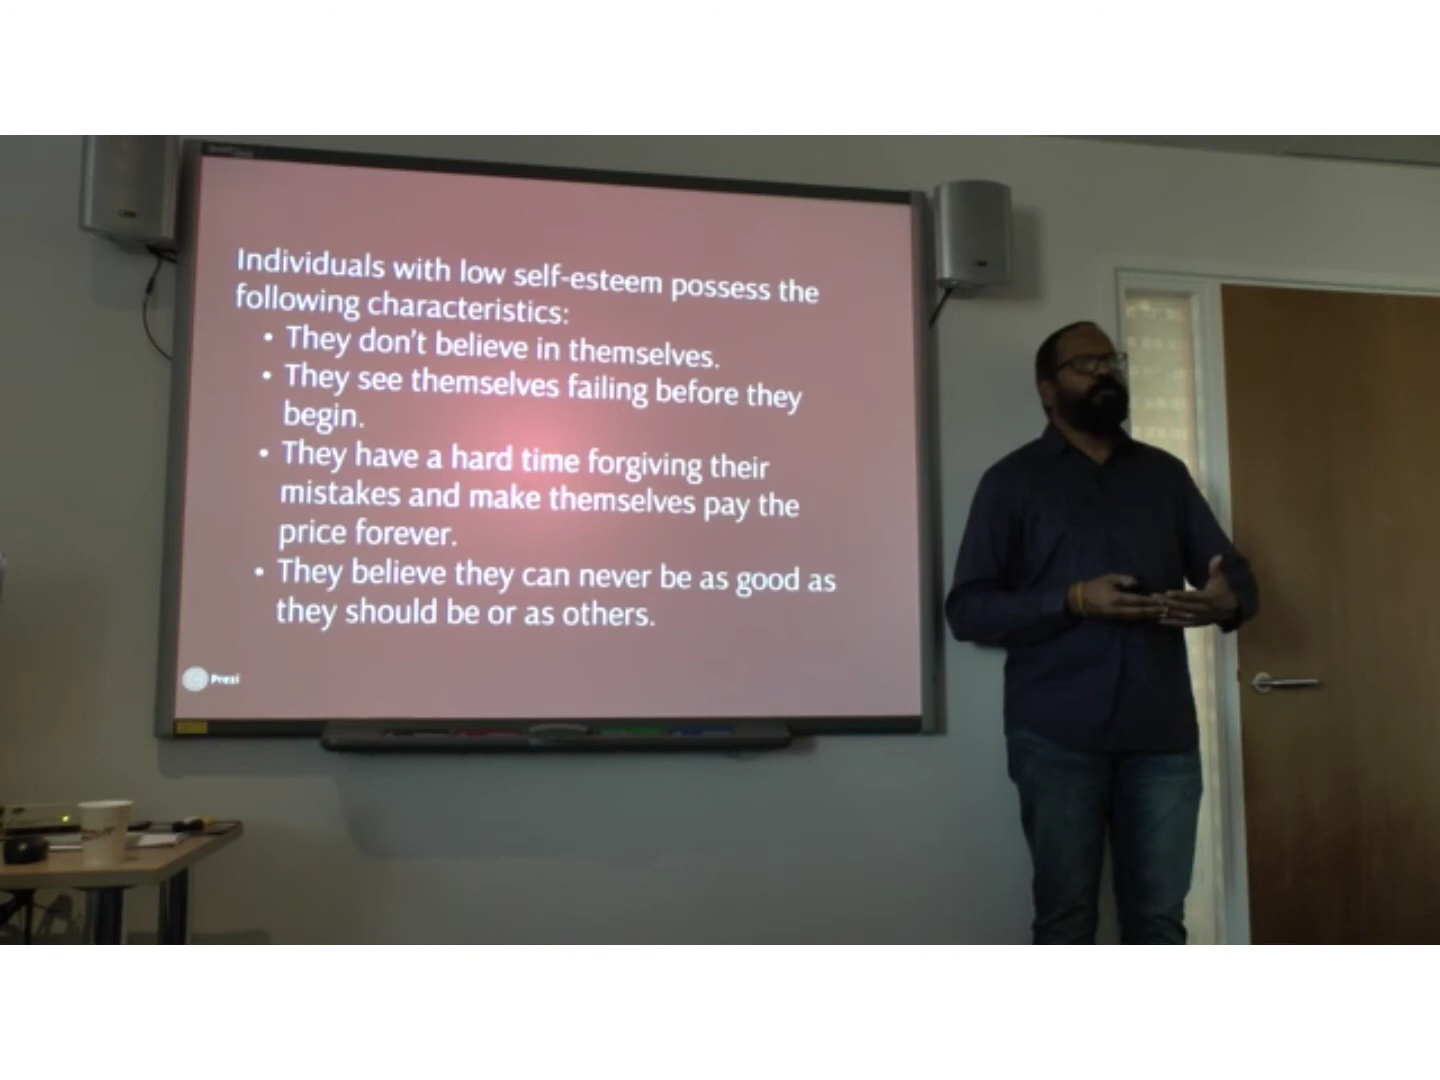 Individuals with low self-esteem possess the
following characteristics:
• They don't believe in themselves.
• They see themselves failing before they
begin.
• They have a hard time forgiving their
mistakes and make themselves pay the
price forever.
• They believe they can never be as good as
they should be or as others.
Prezi